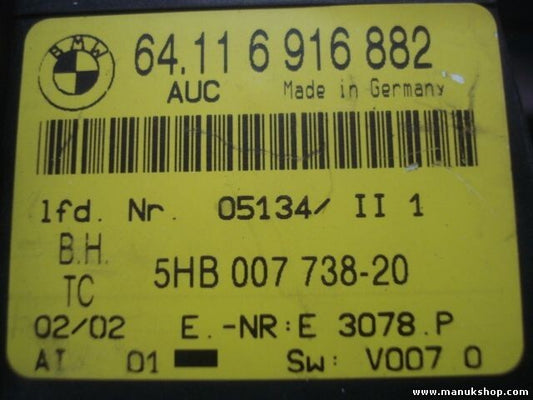 BMW
64.11 6 916 882
AUC Made in Germany
lfd. Nr. 05134/ II 1
B.H.
TC 5HB 007 738-20
02/02 E.-NR:E 3078.P
AI 01 SW: V007 0
www.manukshop.com